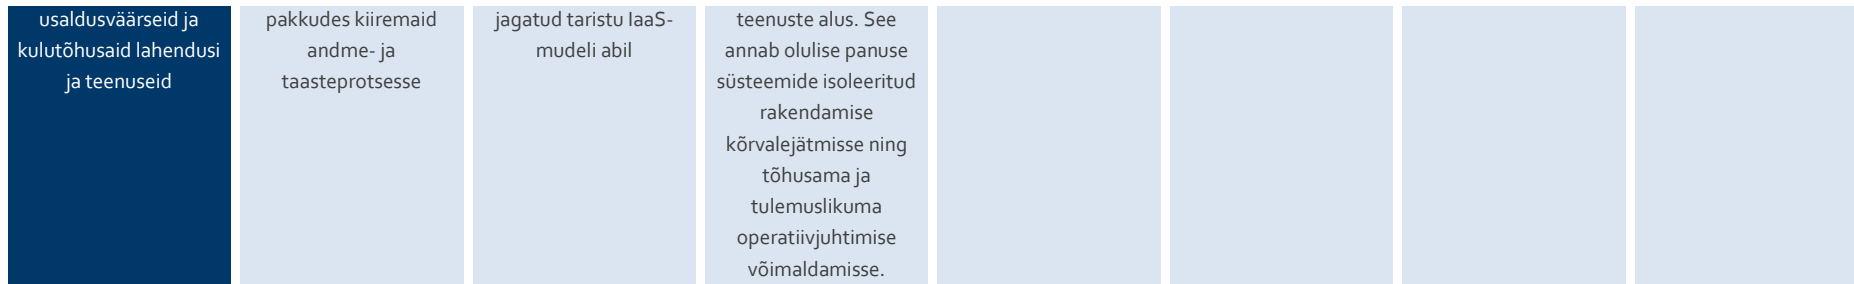 usaldusväärseid ja
kulutõhusaid lahendusi
ja teenuseid
pakkudes kiiremaid
andme- ja
taasteprotsesse
jagatud taristu IaaS-
mudeli abil
teenuste alus. See
annab olulise panuse
süsteemide isoleeritud
rakendamise
kõrvalejätmisse ning
tõhusama ja
tulemuslikuma
operatiivjuhtimise
võimaldamisse.